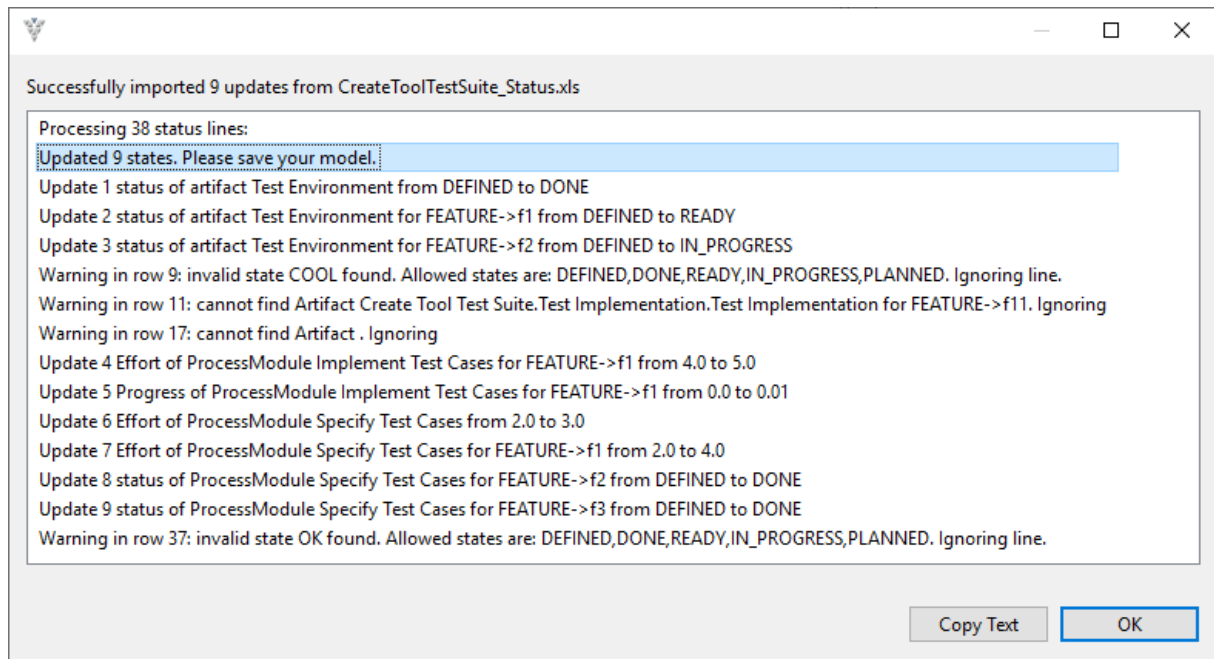 Successfully imported 9 updates from CreateToolTestSuite_Status.xls
Processing 38 status lines:
Updated 9 states. Please save your model.
Update 1 status of artifact Test Environment from DEFINED to DONE
Update 2 status of artifact Test Environment for FEATURE->f1 from DEFINED to READY
Update 3 status of artifact Test Environment for FEATURE->f2 from DEFINED to IN_PROGRESS
Warning in row 9: invalid state COOL found. Allowed states are: DEFINED,DONE,READY,IN_PROGRESS,PLANNED. Ignoring line.
Warning in row 11: cannot find Artifact Create Tool Test Suite.Test Implementation.Test Implementation for FEATURE->f11. Ignoring
Warning in row 17: cannot find Artifact . Ignoring
Update 4 Effort of ProcessModule Implement Test Cases for FEATURE->f1 from 4.0 to 5.0
Update 5 Progress of ProcessModule Implement Test Cases for FEATURE->f1 from 0.0 to 0.01
Update 6 Effort of ProcessModule Specify Test Cases from 2.0 to 3.0
Update 7 Effort of ProcessModule Specify Test Cases for FEATURE->f1 from 2.0 to 4.0
Update 8 status of ProcessModule Specify Test Cases for FEATURE->f2 from DEFINED to DONE
Update 9 status of ProcessModule Specify Test Cases for FEATURE->f3 from DEFINED to DONE
Warning in row 37: invalid state OK found. Allowed states are: DEFINED,DONE,READY,IN_PROGRESS,PLANNED. Ignoring line.
Copy Text
OK